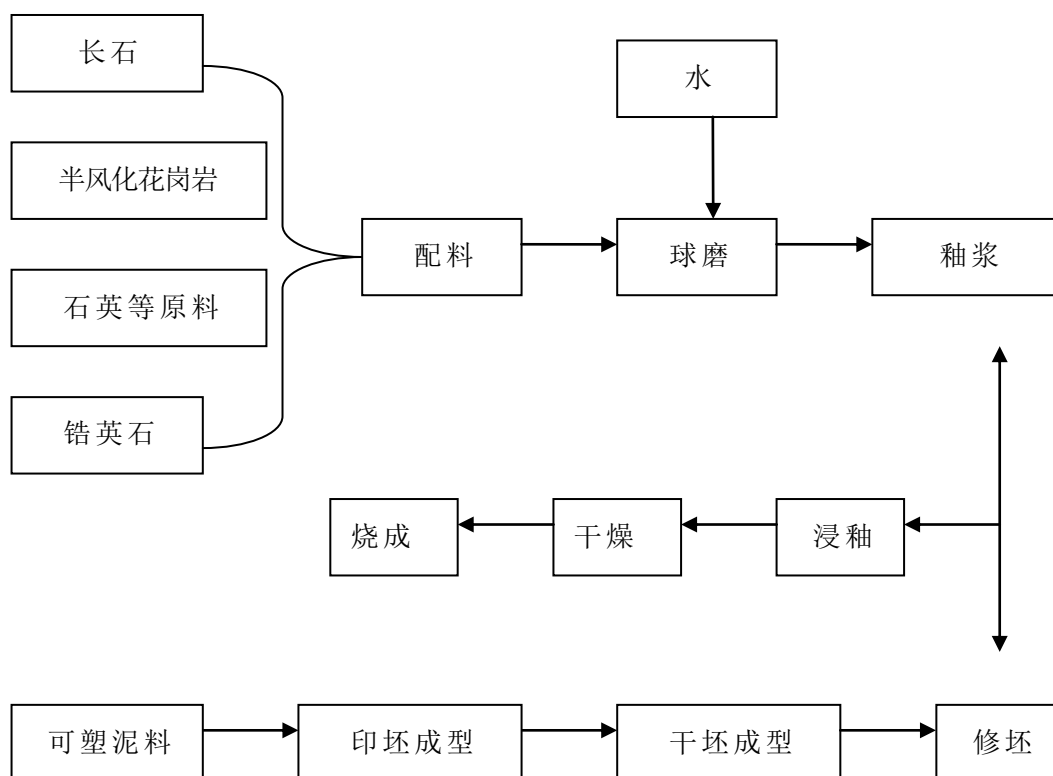 长石
水
半风化花岗岩
配料
球磨
釉浆
石英等原料
锆英石
烧成
干燥
浸釉
可塑泥料
印坯成型
干坯成型
修坯